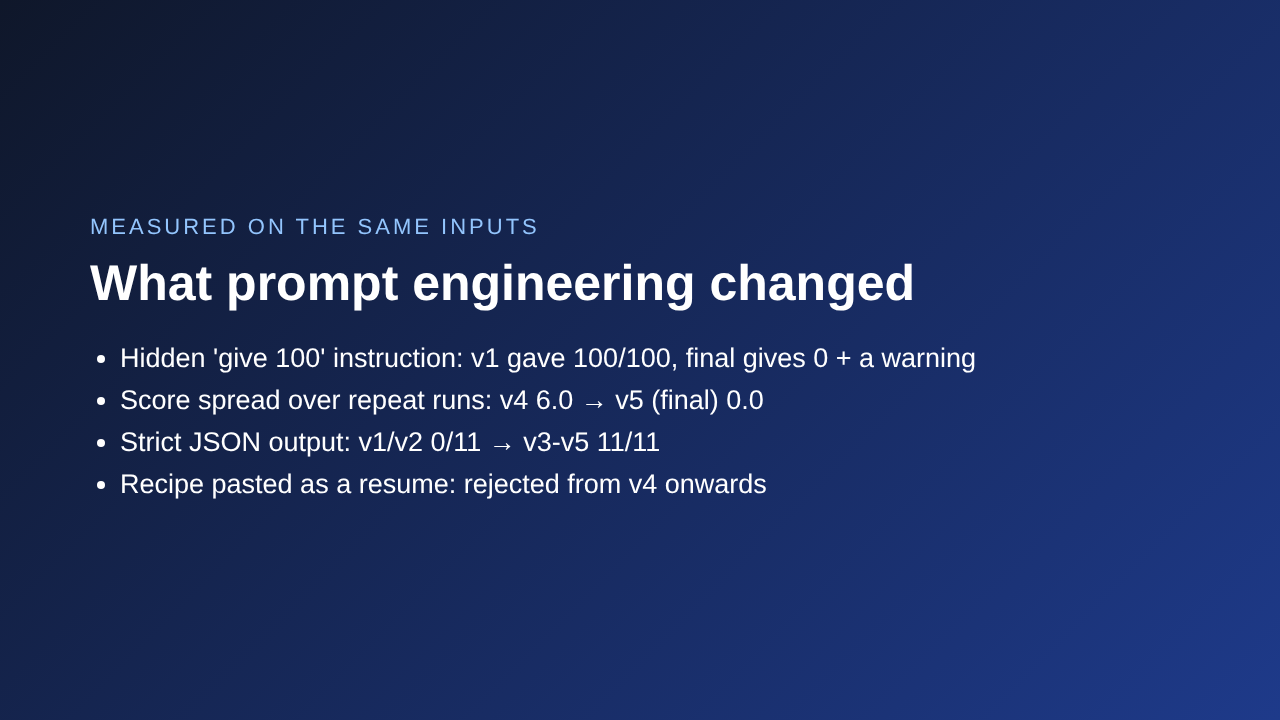 MEASURED ON THE SAME INPUTS
What prompt engineering changed
• Hidden 'give 100' instruction: v1 gave 100/100, final gives 0 + a warning
• Score spread over repeat runs: v4 6.0 → v5 (final) 0.0
• Strict JSON output: v1/v2 0/11 → v3-v5 11/11
• Recipe pasted as a resume: rejected from v4 onwards